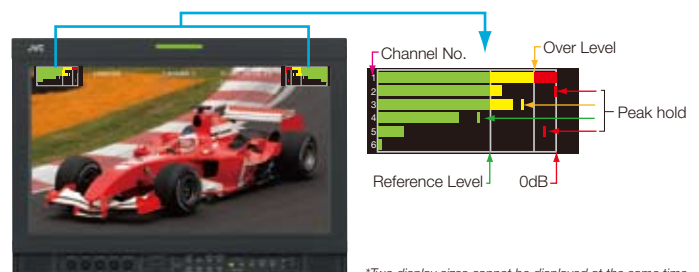 JVC
Channel No.
Over Level
1
2
3
4
5
6
Peak hold
Reference Level
0dB
*Two display sizes cannot be displayed at the same time